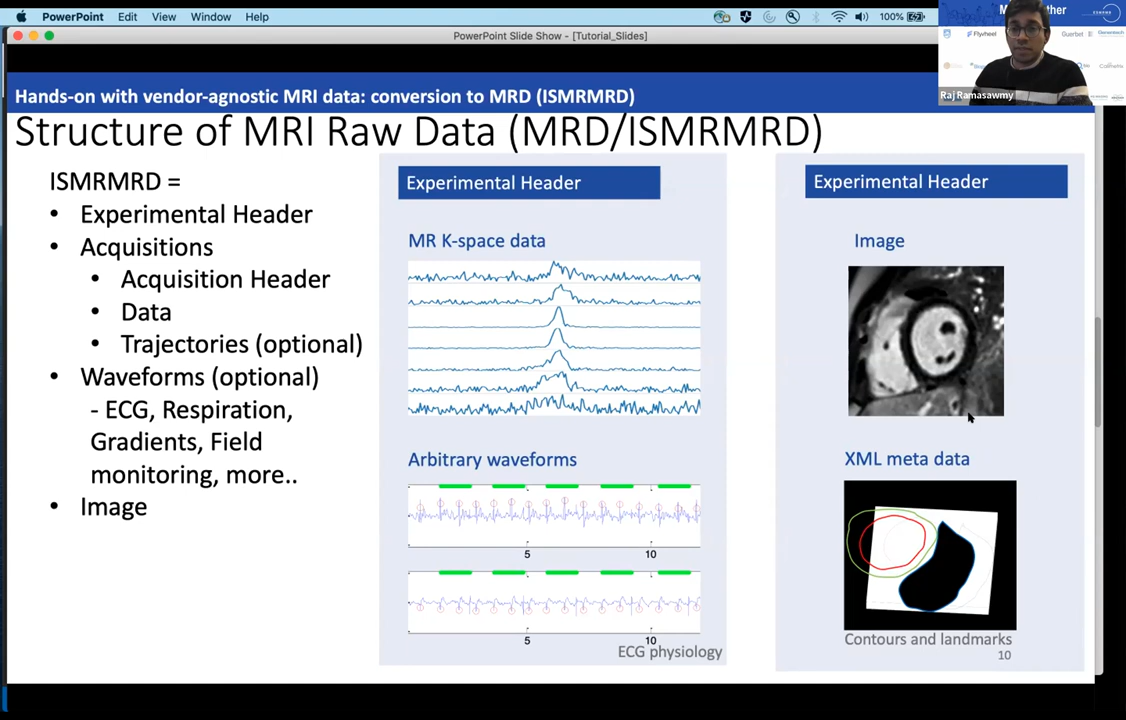 PowerPoint Edit View Window Help
100%
PowerPoint Slide Show - [Tutorial_Slides]
Flywheel
Guerbet
Genentech
Raj Ramasawmy
Hands-on with vendor-agnostic MRI data: conversion to MRD (ISMRMRD)
Structure of MRI Raw Data (MRD/ISMRMRD)
ISMRMRD =
• Experimental Header
• Acquisitions
• Acquisition Header
• Data
• Trajectories (optional)
• Waveforms (optional)
- ECG, Respiration,
Gradients, Field
monitoring, more..
• Image
Experimental Header
MR K-space data
Arbitrary waveforms
5 10
5 10
ECG physiology
Experimental Header
Image
XML meta data
Contours and landmarks
10